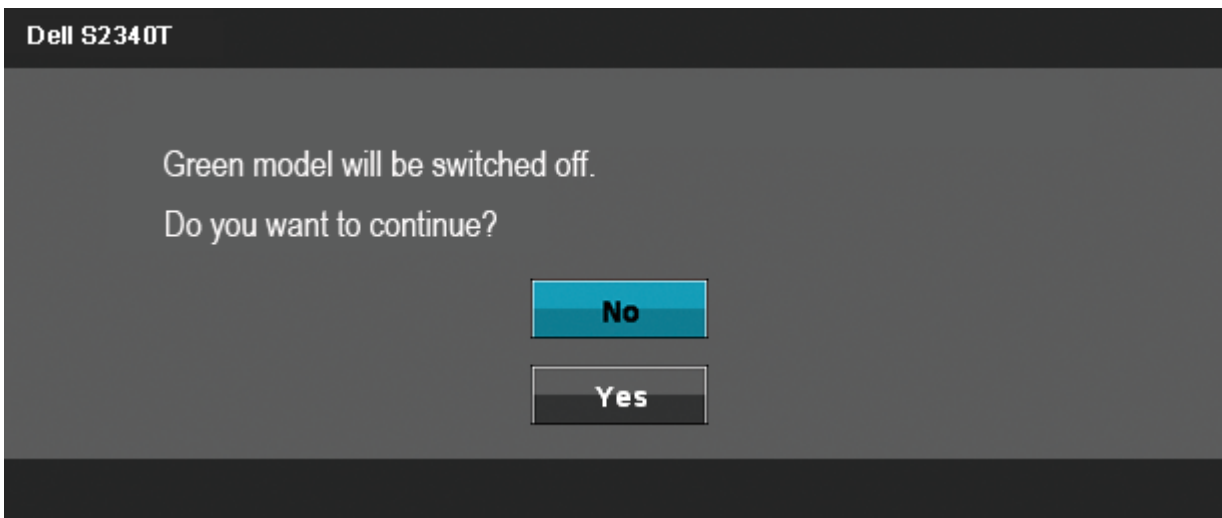 Dell S2340T
Green model will be switched off.
Do you want to continue?
No
Yes